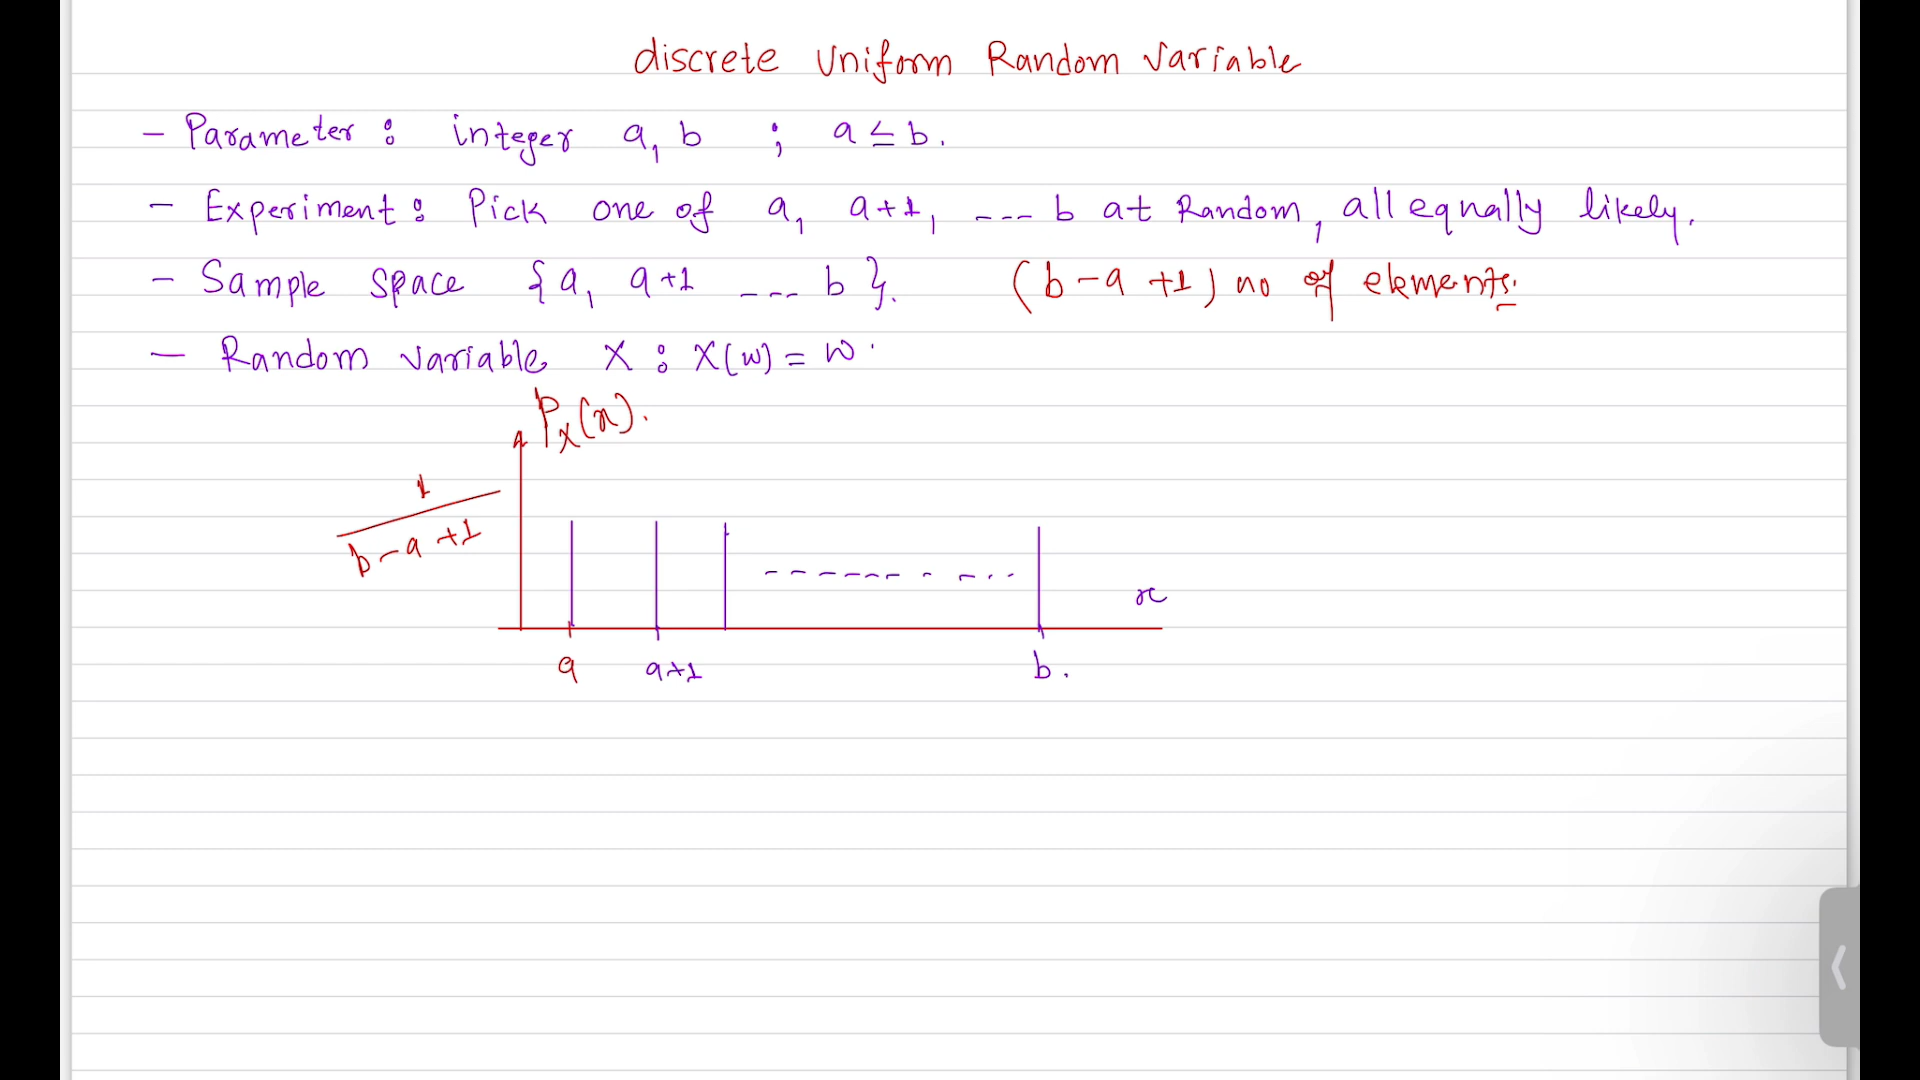 discrete Uniform Random Variable
- Parameter : integer a, b ; a ≤ b.
- Experiment : Pick one of a, a+1, --- b at Random, all equally likely.
- Sample space {a, a+1 ---- b}. (b-a+1) no of elements.
- Random variable X : X(w) = w.
Px(x).
1
b-a+1
x
a a+1 b.